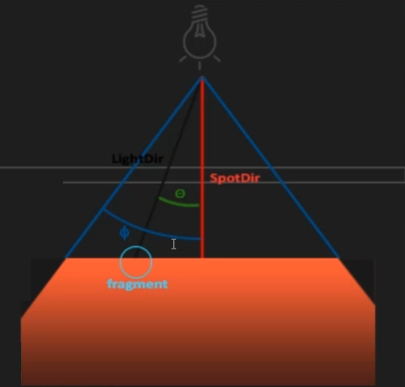 LightDir
SpotDir
Θ
ϕ
fragment